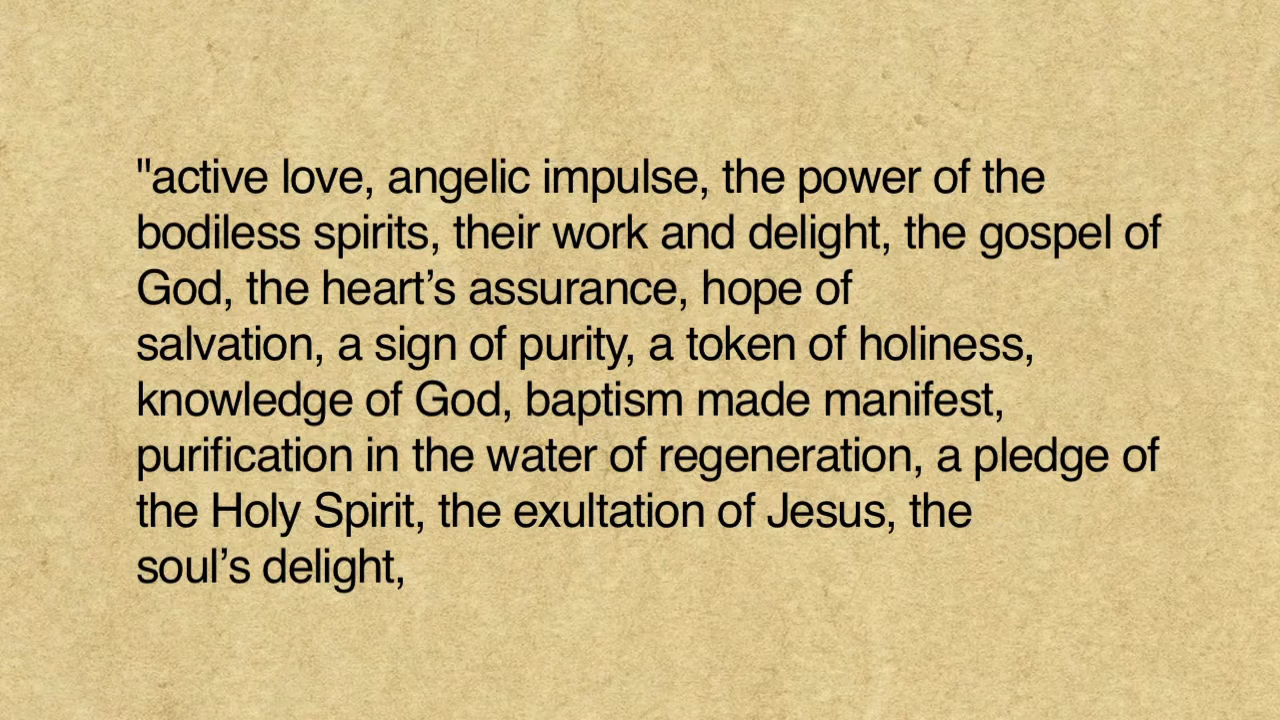 "active love, angelic impulse, the power of the
bodiless spirits, their work and delight, the gospel of
God, the heart’s assurance, hope of
salvation, a sign of purity, a token of holiness,
knowledge of God, baptism made manifest,
purification in the water of regeneration, a pledge of
the Holy Spirit, the exultation of Jesus, the
soul’s delight,